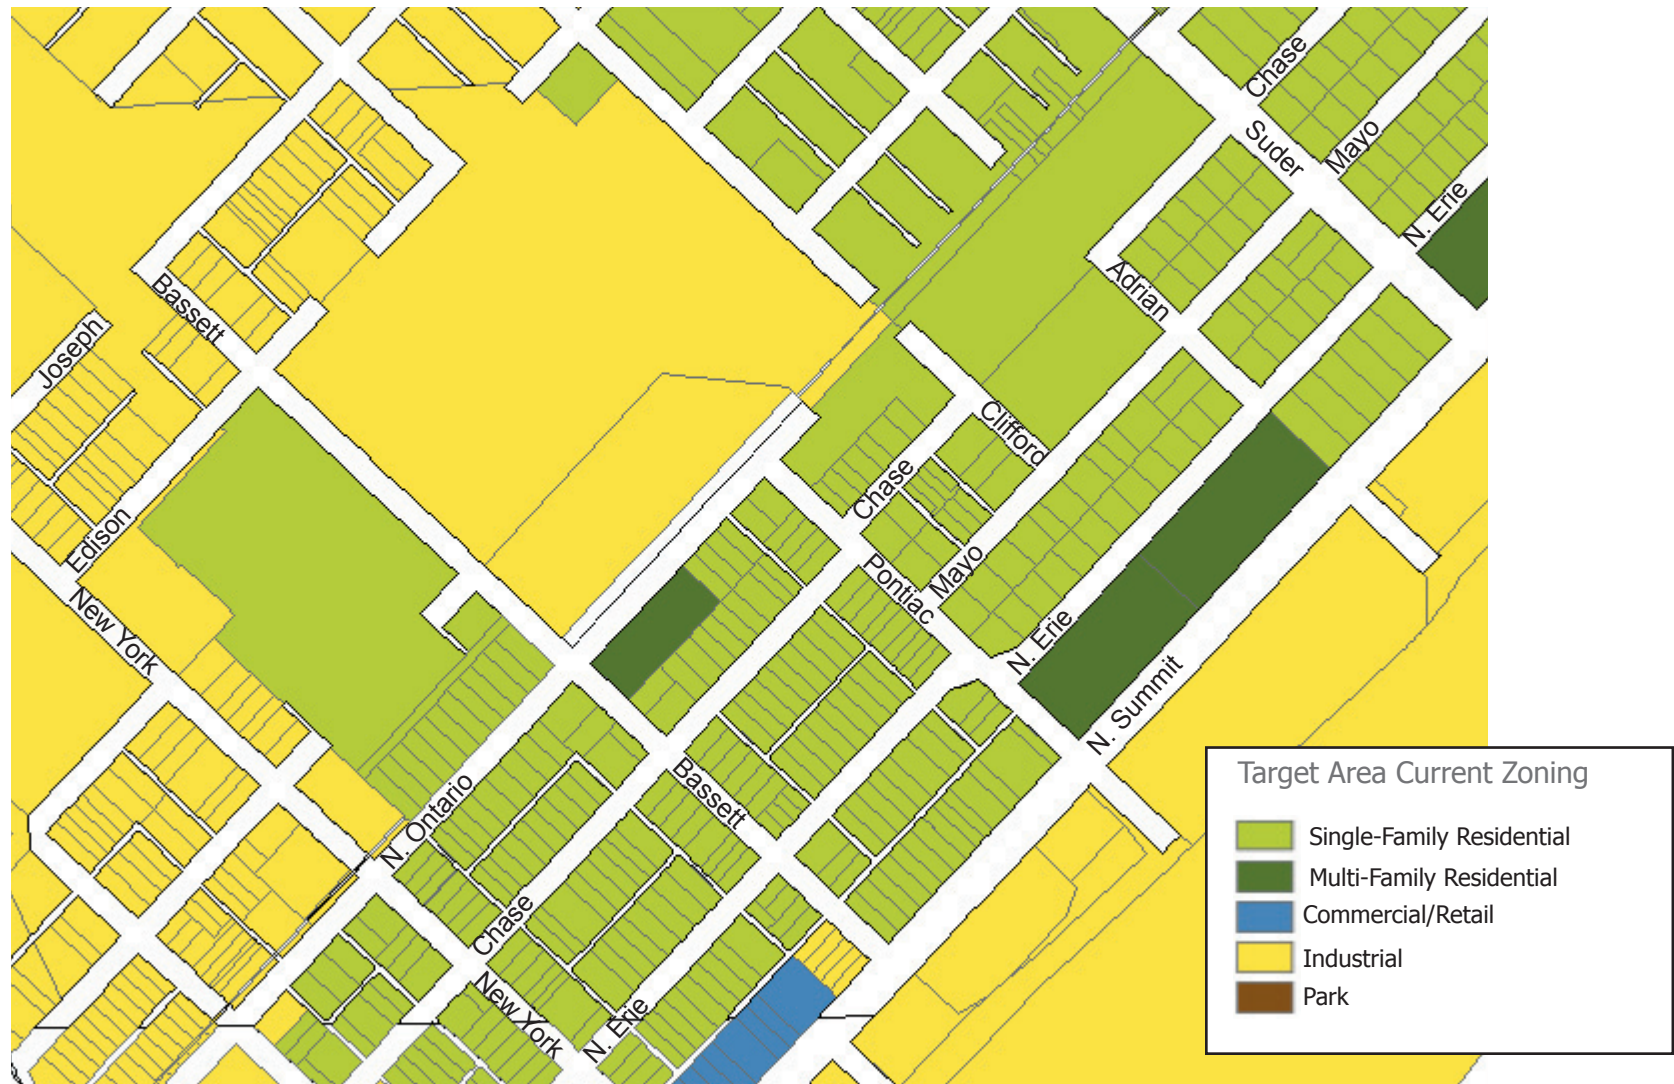 Chase
Suder
Mayo
N. Erie
Adrian
Bassett
Joseph
Clifford
Chase
Edison
Mayo
Pontiac
New York
N. Erie
N. Summit
Bassett
N. Ontario
Chase
New York
N. Erie
Target Area Current Zoning
Single-Family Residential
Multi-Family Residential
Commercial/Retail
Industrial
Park